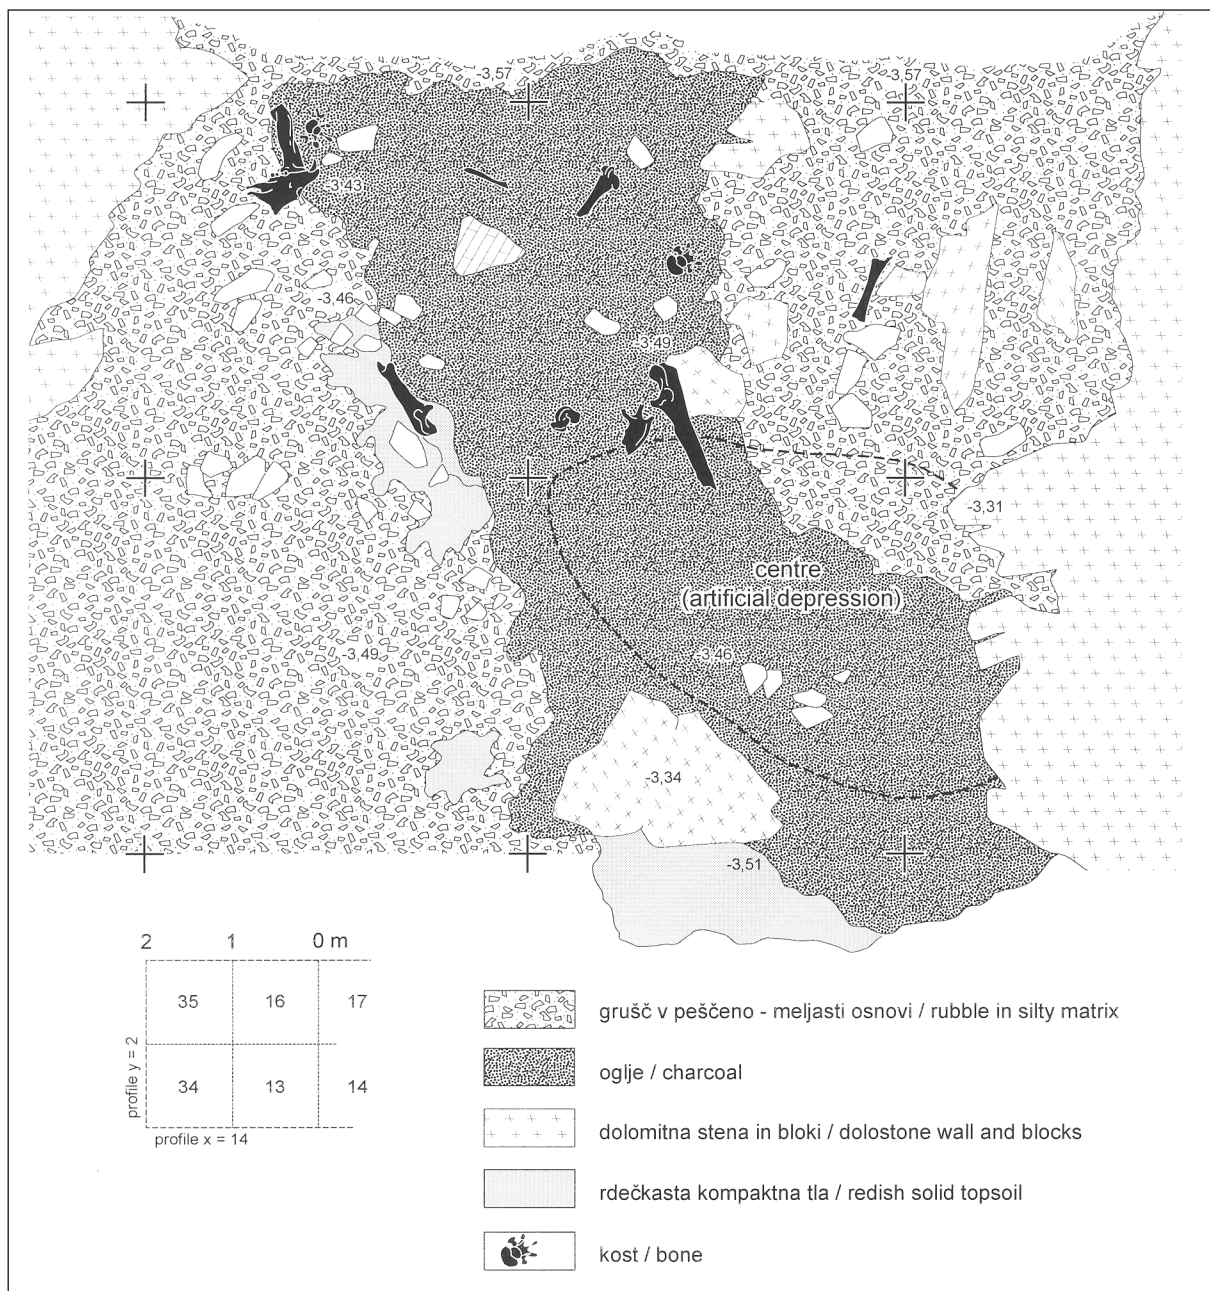 -3,57
-3,57
-3,43
-3,46
-3,49
-3,31
centre
(artificial depression)
-3,49
-3,46
-3,34
-3,51
2 1 0 m
35 16 17
34 13 14
profile y = 2
profile x = 14
grušč v peščeno - meljasti osnovi / rubble in silty matrix
oglje / charcoal
dolomitna stena in bloki / dolostone wall and blocks
rdečkasta kompaktna tla / redish solid topsoil
kost / bone